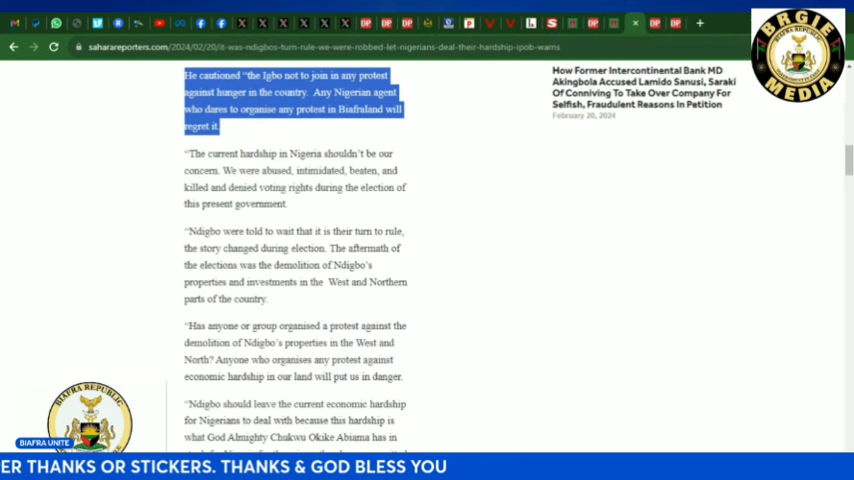 saharareporters.com/2024/02/20/it-was-ndigbos-turn-rule-we-were-robbed-let-nigerians-deal-their-hardship-ipob-warns
BRGIE
MEDIA
He cautioned “the Igbo not to join in any protest
against hunger in the country. Any Nigerian agent
who dares to organise any protest in Biafraland will
regret it.
“The current hardship in Nigeria shouldn’t be our
concern. We were abused, intimidated, beaten, and
killed and denied voting rights during the election of
this present government.
“Ndigbo were told to wait that it is their turn to rule,
the story changed during election. The aftermath of
the elections was the demolition of Ndigbo’s
properties and investments in the West and Northern
parts of the country.
“Has anyone or group organised a protest against the
demolition of Ndigbo’s properties in the West and
North? Anyone who organises any protest against
economic hardship in our land will put us in danger.
“Ndigbo should leave the current economic hardship
for Nigerians to deal with because this hardship is
what God Almighty Chukwu Okike Abiama has in
How Former Intercontinental Bank MD
Akingbola Accused Lamido Sanusi, Saraki
Of Conniving To Take Over Company For
Selfish, Fraudulent Reasons In Petition
February 20, 2024
BIAFRA REPUBLIC
BIAFRA UNITE
ER THANKS OR STICKERS. THANKS & GOD BLESS YOU